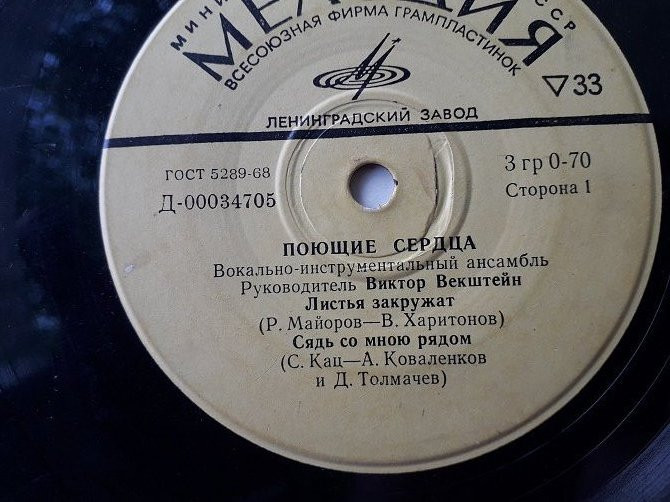 МИНИ ССР
МЕЛОДИЯ
ВСЕСОЮЗНАЯ ФИРМА ГРАМПЛАСТИНОК
▽33
ЛЕНИНГРАДСКИЙ ЗАВОД
ГОСТ 5289-68
3 гр 0-70
Д-00034705
Сторона 1
ПОЮЩИЕ СЕРДЦА
Вокально-инструментальный ансамбль
Руководитель Виктор Векштейн
Листья закружат
(Р. Майоров—В. Харитонов)
Сядь со мною рядом
(С. Кац—А. Коваленков
и Д. Толмачев)